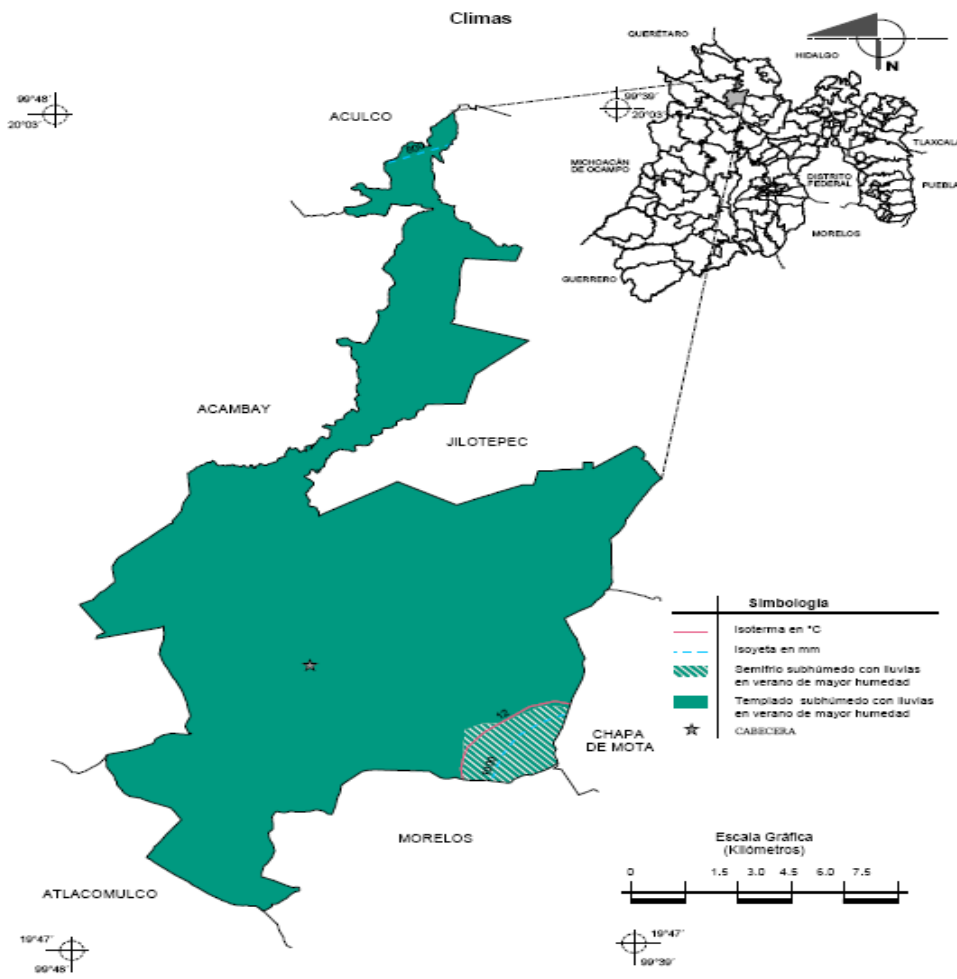 Climas
QUERÉTARO
HIDALGO
N
99°48´
20°03´
ACULCO
99°39´
20°03´
TLAXCALA
MICHOACÁN
DE OCAMPO
DISTRITO
FEDERAL
PUEBLA
MORELOS
GUERRERO
800
ACAMBAY
JILOTEPEC
Simbología
Isoterma en °C
Isoyeta en mm
Semifrío subhúmedo con lluvias
en verano de mayor humedad
Templado subhúmedo con lluvias
en verano de mayor humedad
CABECERA
12
1000
CHAPA
DE MOTA
MORELOS
Escala Gráfica
(Kilómetros)
0 1.5 3.0 4.5 6.0 7.5
ATLACOMULCO
19°47´
99°48´
19°47´
99°39´